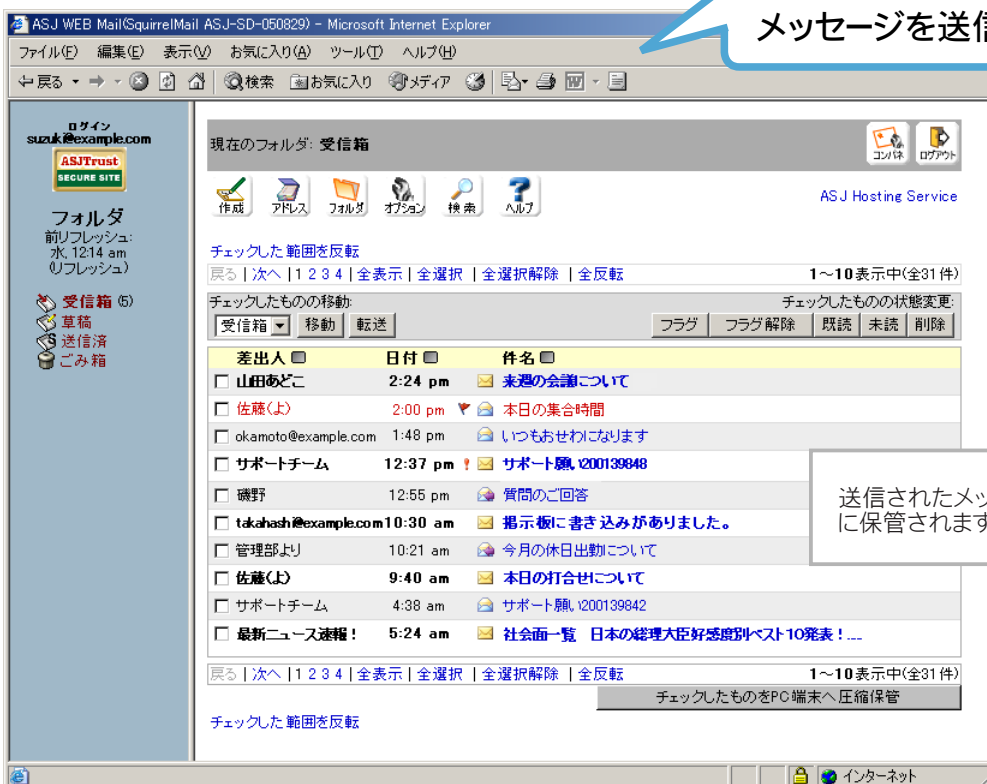 ASJ WEB Mail(SquirrelMail ASJ-SD-050829) - Microsoft Internet Explorer
メッセージを送信
ファイル(F) 編集(E) 表示(V) お気に入り(A) ツール(T) ヘルプ(H)
戻る 検索 お気に入り メディア
ログイン
suzuki@example.com
ASJTrust
SECURE SITE
フォルダ
前リフレッシュ:
水, 12:14 am
(リフレッシュ)
受信箱 (5)
草稿
送信済
ごみ箱
現在のフォルダ: 受信箱
コンパネ ログアウト
作成 アドレス フォルダ オプション 検索 ヘルプ
ASJ Hosting Service
チェックした範囲を反転
戻る | 次へ | 1 2 3 4 | 全表示 | 全選択 | 全選択解除 | 全反転 1～10表示中(全31件)
チェックしたものの移動: チェックしたものの状態変更:
受信箱 移動 転送 フラグ フラグ解除 既読 未読 削除
差出人 日付 件名
山田あどこ 2:24 pm 来週の会議について
佐藤(よ) 2:00 pm 本日の集合時間
okamoto@example.com 1:48 pm いつもおせわになります
サポートチーム 12:37 pm ! サポート願い200139848
磯野 12:55 pm 質問のご回答
takahashi@example.com 10:30 am 掲示板に書き込みがありました。
管理部より 10:21 am 今月の休日出勤について
佐藤(よ) 9:40 am 本日の打合せについて
サポートチーム 4:38 am サポート願い200139842
最新ニュース速報! 5:24 am 社会面一覧 日本の総理大臣好感度別ベスト10発表!...
送信されたメッ
に保管されます
戻る | 次へ | 1 2 3 4 | 全表示 | 全選択 | 全選択解除 | 全反転 1～10表示中(全31件)
チェックしたものをPC端末へ圧縮保管
チェックした範囲を反転
インターネット